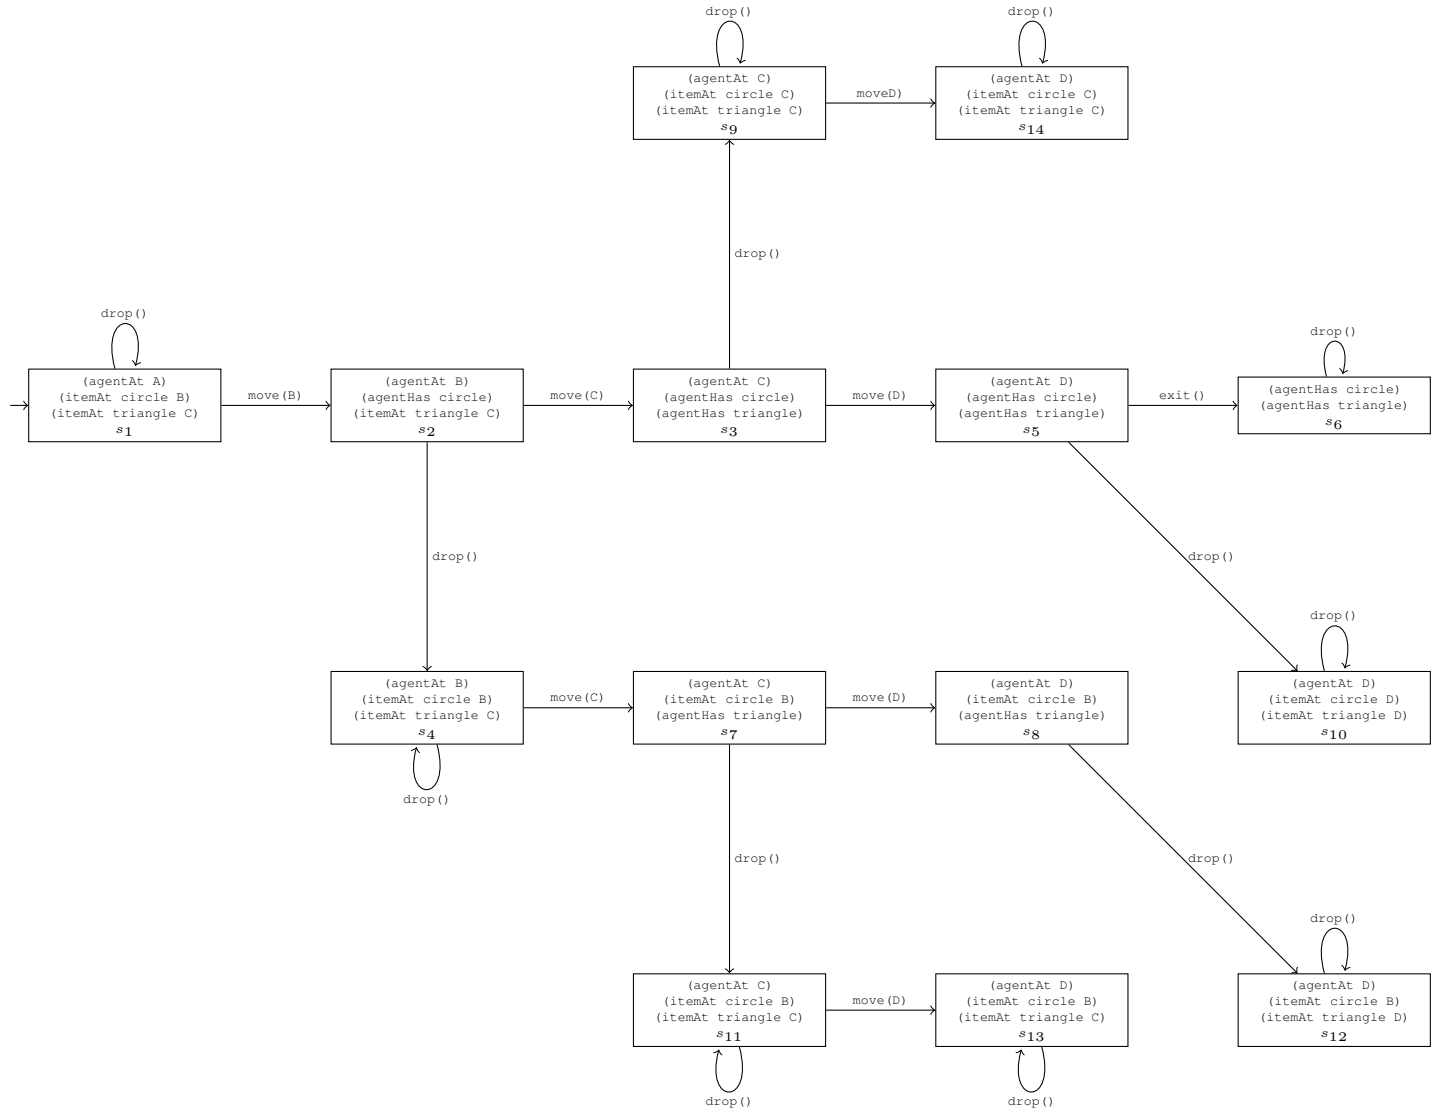 drop()
drop()
(agentAt C)
(itemAt circle C)
(itemAt triangle C)
s9
moveD)
(agentAt D)
(itemAt circle C)
(itemAt triangle C)
s14
drop()
drop()
(agentAt A)
(itemAt circle B)
(itemAt triangle C)
s1
move(B)
(agentAt B)
(agentHas circle)
(itemAt triangle C)
s2
move(C)
(agentAt C)
(agentHas circle)
(agentHas triangle)
s3
move(D)
(agentAt D)
(agentHas circle)
(agentHas triangle)
s5
exit()
drop()
(agentHas circle)
(agentHas triangle)
s6
drop()
drop()
(agentAt B)
(itemAt circle B)
(itemAt triangle C)
s4
drop()
move(C)
(agentAt C)
(itemAt circle B)
(agentHas triangle)
s7
move(D)
(agentAt D)
(itemAt circle B)
(agentHas triangle)
s8
drop()
(agentAt D)
(itemAt circle D)
(itemAt triangle D)
s10
drop()
drop()
(agentAt C)
(itemAt circle B)
(itemAt triangle C)
s11
drop()
move(D)
(agentAt D)
(itemAt circle B)
(itemAt triangle C)
s13
drop()
drop()
(agentAt D)
(itemAt circle B)
(itemAt triangle D)
s12